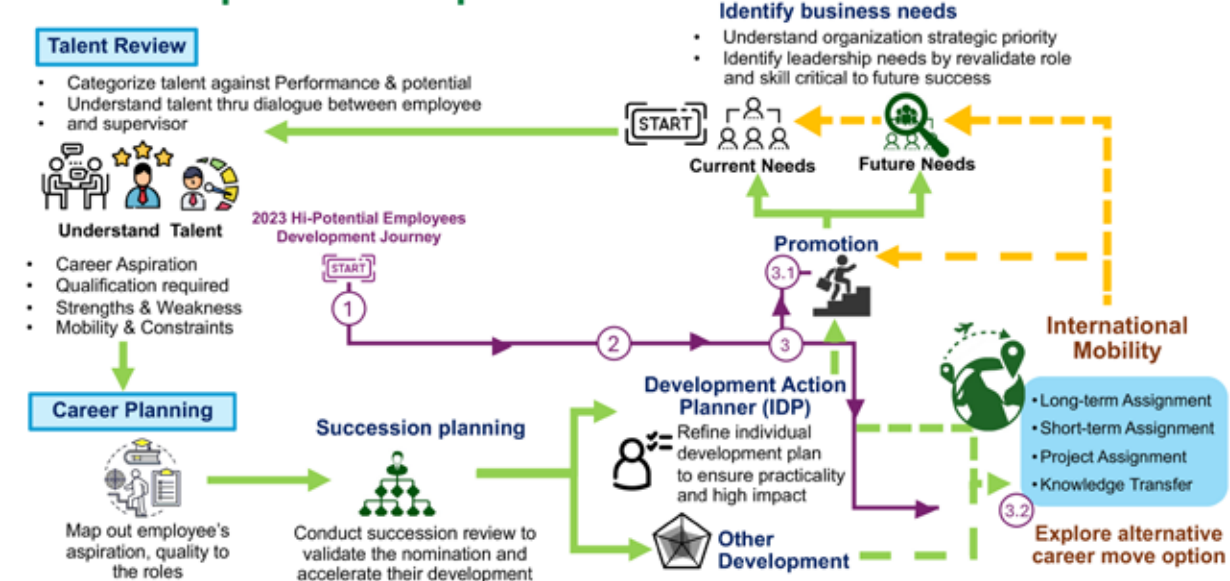 Talent Review
• Categorize talent against Performance & potential
• Understand talent thru dialogue between employee
• and supervisor
Understand Talent
• Career Aspiration
• Qualification required
• Strengths & Weakness
• Mobility & Constraints
Identify business needs
• Understand organization strategic priority
• Identify leadership needs by revalidate role
and skill critical to future success
START
Current Needs
Future Needs
2023 Hi-Potential Employees
Development Journey
START
1
2
3
3.1
Promotion
International
Mobility
• Long-term Assignment
• Short-term Assignment
• Project Assignment
• Knowledge Transfer
3.2
Explore alternative
career move option
Career Planning
Map out employee's
aspiration, quality to
the roles
Succession planning
Conduct succession review to
validate the nomination and
accelerate their development
Development Action
Planner (IDP)
Refine individual
development plan
to ensure practicality
and high impact
Other
Development